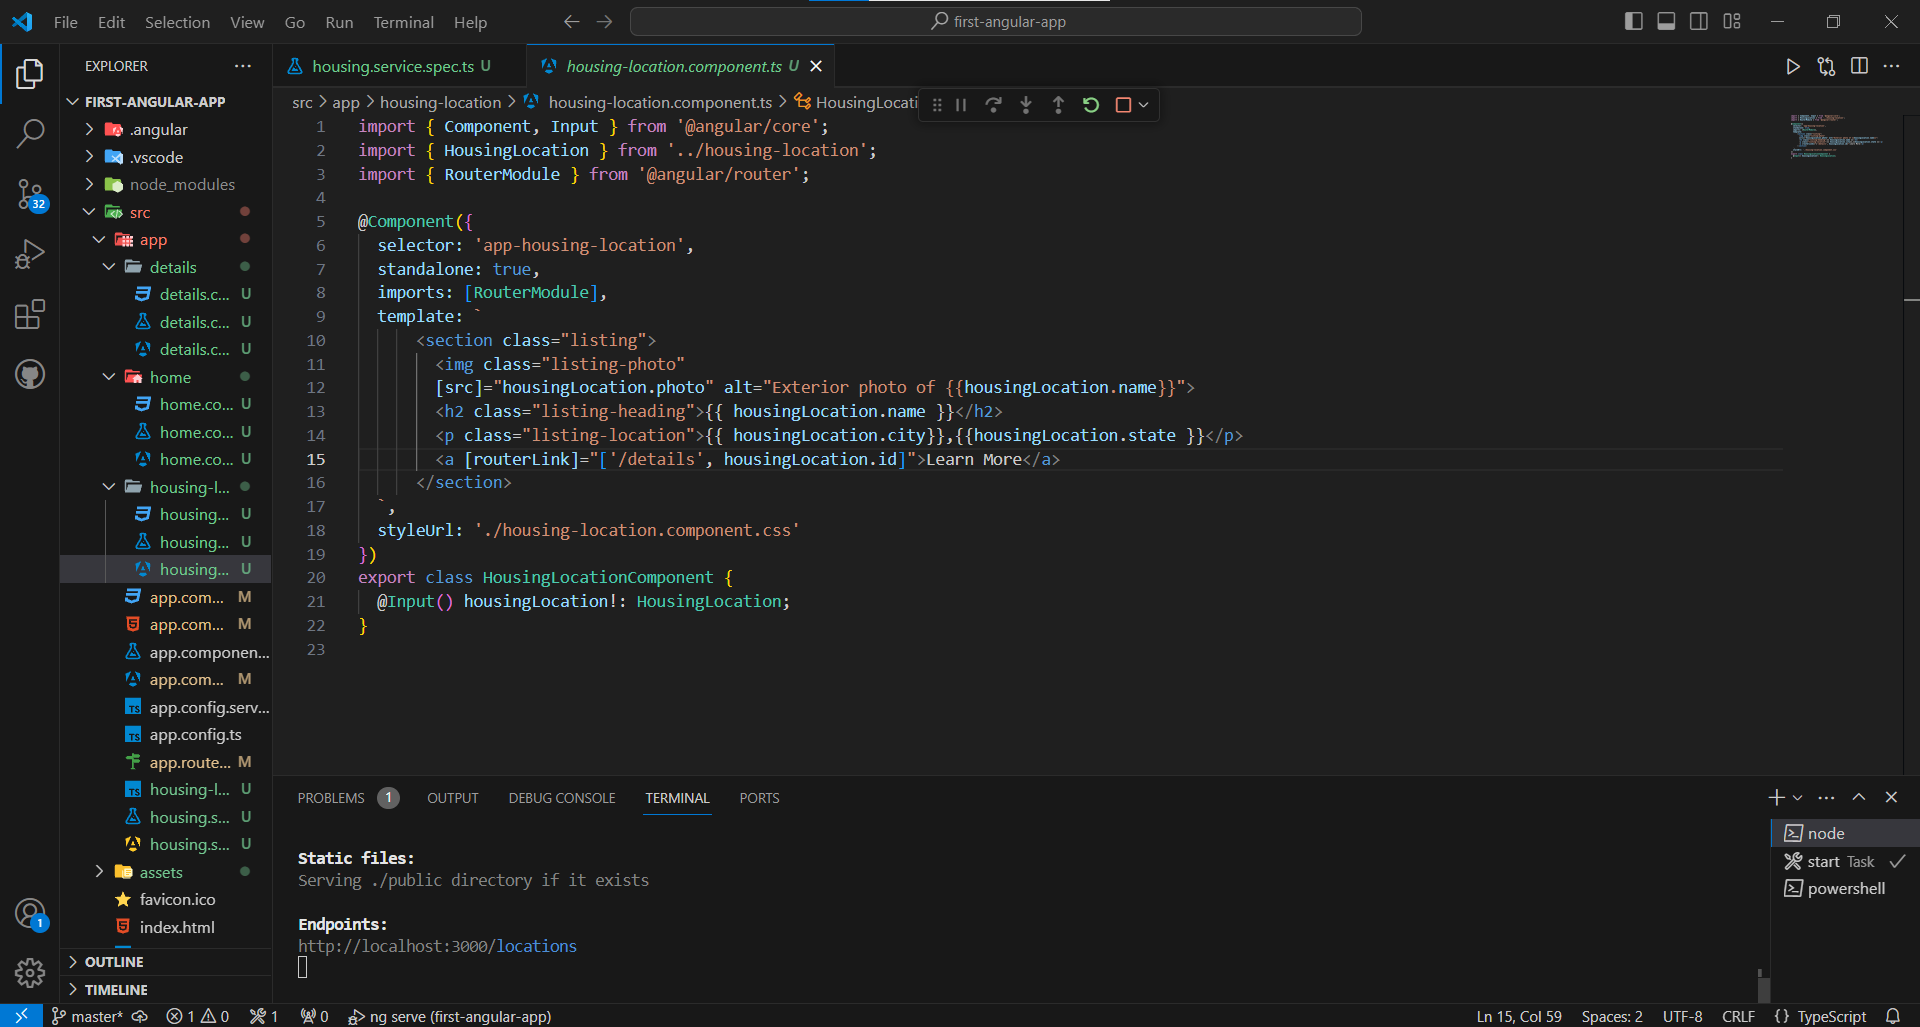 File Edit Selection View Go Run Terminal Help
first-angular-app
EXPLORER
FIRST-ANGULAR-APP
.angular
.vscode
node_modules
src
app
details
details.c... U
details.c... U
details.c... U
home
home.co... U
home.co... U
home.co... U
housing-l...
housing... U
housing... U
housing... U
app.com... M
app.com... M
app.componen...
app.com... M
app.config.serv...
app.config.ts
app.route... M
housing-l... U
housing.s... U
housing.s... U
assets
favicon.ico
index.html
OUTLINE
TIMELINE
32
1
housing.service.spec.ts U
housing-location.component.ts U
src > app > housing-location > housing-location.component.ts > HousingLocati
1 import { Component, Input } from '@angular/core';
2 import { HousingLocation } from '../housing-location';
3 import { RouterModule } from '@angular/router';
4
5 @Component({
6 selector: 'app-housing-location',
7 standalone: true,
8 imports: [RouterModule],
9 template: `
10 <section class="listing">
11 <img class="listing-photo"
12 [src]="housingLocation.photo" alt="Exterior photo of {{housingLocation.name}}">
13 <h2 class="listing-heading">{{ housingLocation.name }}</h2>
14 <p class="listing-location">{{ housingLocation.city}},{{housingLocation.state }}</p>
15 <a [routerLink]="['/details', housingLocation.id]">Learn More</a>
16 </section>
17 `,
18 styleUrl: './housing-location.component.css'
19 })
20 export class HousingLocationComponent {
21 @Input() housingLocation!: HousingLocation;
22 }
23
PROBLEMS 1 OUTPUT DEBUG CONSOLE TERMINAL PORTS
Static files:
Serving ./public directory if it exists
Endpoints:
http://localhost:3000/locations
node
start Task
powershell
master* 1 0 1 0 ng serve (first-angular-app)
Ln 15, Col 59 Spaces: 2 UTF-8 CRLF {} TypeScript